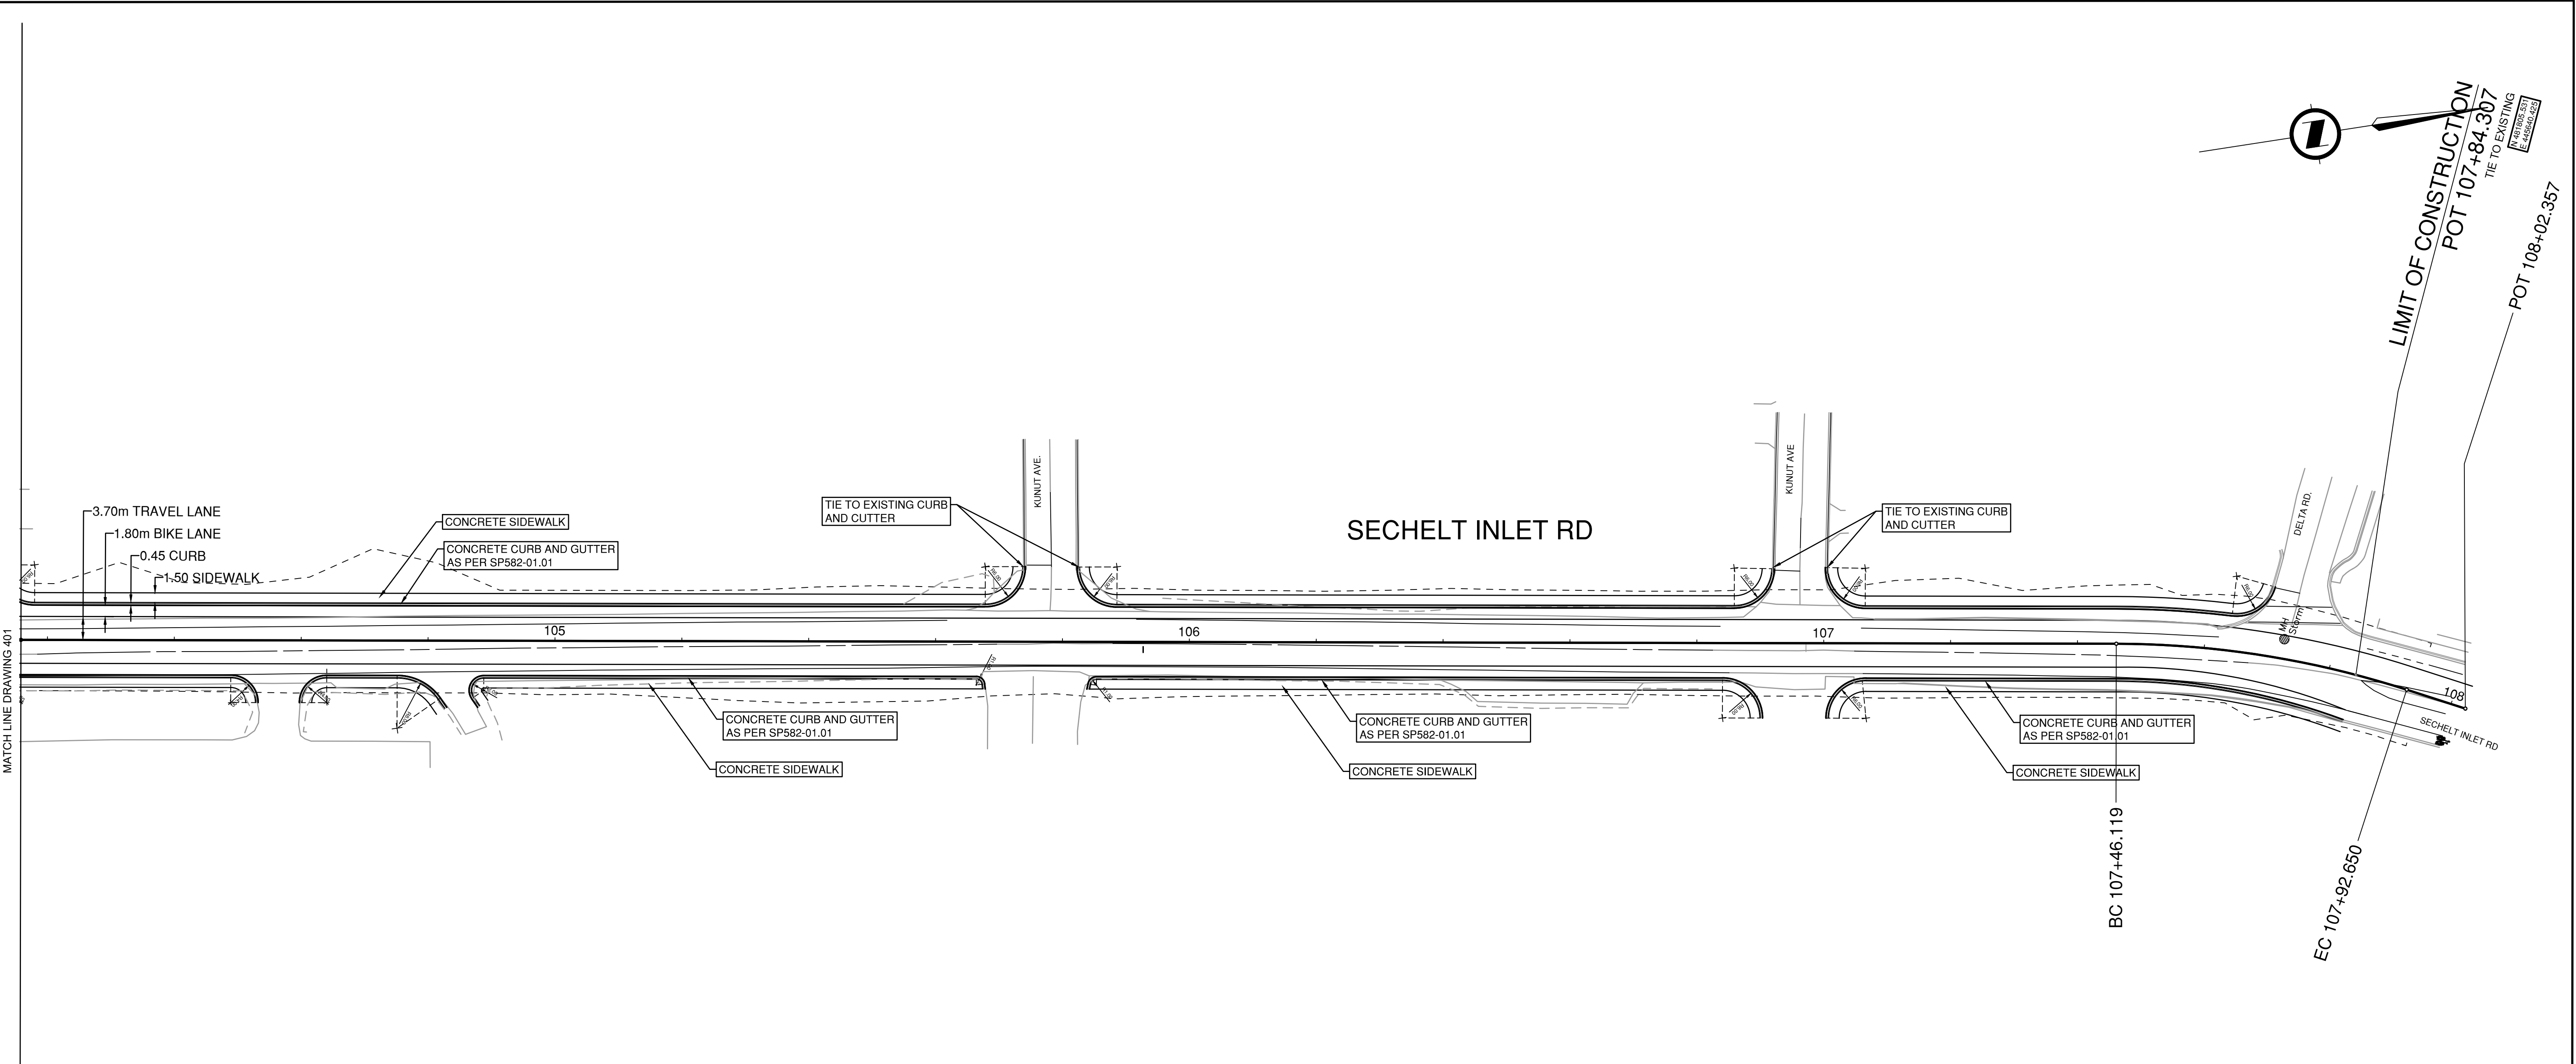 MATCH LINE DRAWING 401
3.70m TRAVEL LANE
1.80m BIKE LANE
0.45 CURB
1.50 SIDEWALK
CONCRETE SIDEWALK
CONCRETE CURB AND GUTTER
AS PER SP582-01.01
TIE TO EXISTING CURB
AND CUTTER
KUNUT AVE.
SECHELT INLET RD
KUNUT AVE
TIE TO EXISTING CURB
AND CUTTER
DELTA RD.
LIMIT OF CONSTRUCTION
POT 107+84.307
TIE TO EXISTING
N 481805.531
E 445640.425
POT 108+02.357
MH
Storm
105
106
107
108
SECHELT INLET RD
CONCRETE CURB AND GUTTER
AS PER SP582-01.01
CONCRETE SIDEWALK
CONCRETE CURB AND GUTTER
AS PER SP582-01.01
CONCRETE SIDEWALK
CONCRETE CURB AND GUTTER
AS PER SP582-01.01
CONCRETE SIDEWALK
BC 107+46.119
EC 107+92.650